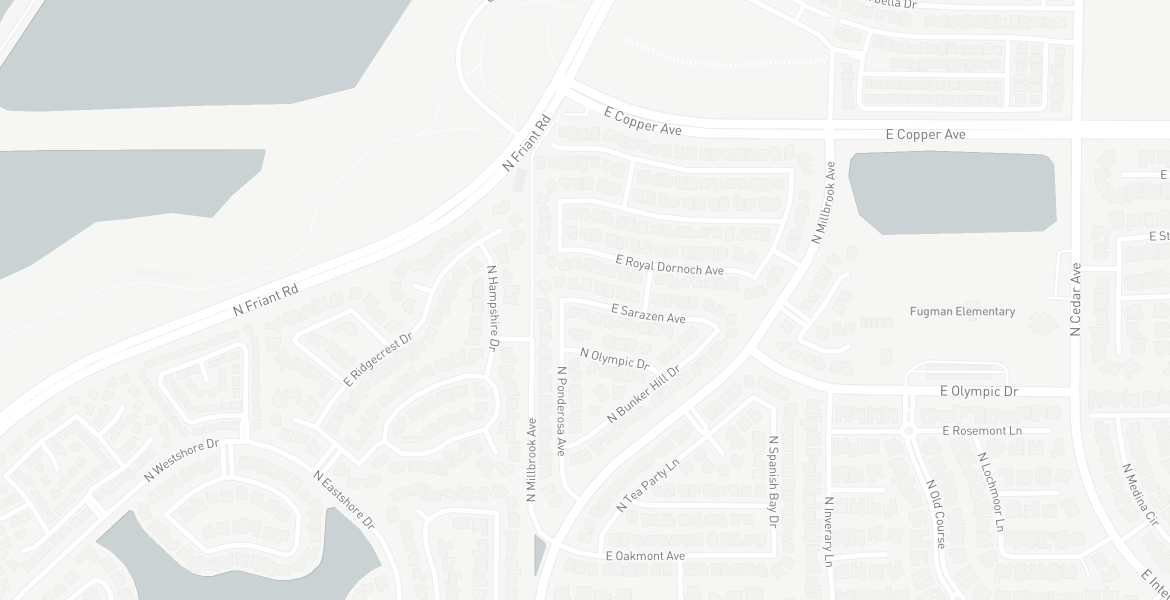 E Copper Ave
E Copper Ave
N Friant Rd
N Millbrook Ave
E Royal Dornoch Ave
N Hampshire Dr
N Friant Rd
E Sarazen Ave
Fugman Elementary
N Cedar Ave
E Ridgecrest Dr
N Olympic Dr
E Olympic Dr
N Bunker Hill Dr
N Ponderosa Ave
E Rosemont Ln
N Westshore Dr
N Millbrook Ave
N Eastshore Dr
N Tea Party Ln
N Spanish Bay Dr
N Inverary Ln
N Old Course
N Lochmoor Ln
N Medina Cir
E Oakmont Ave